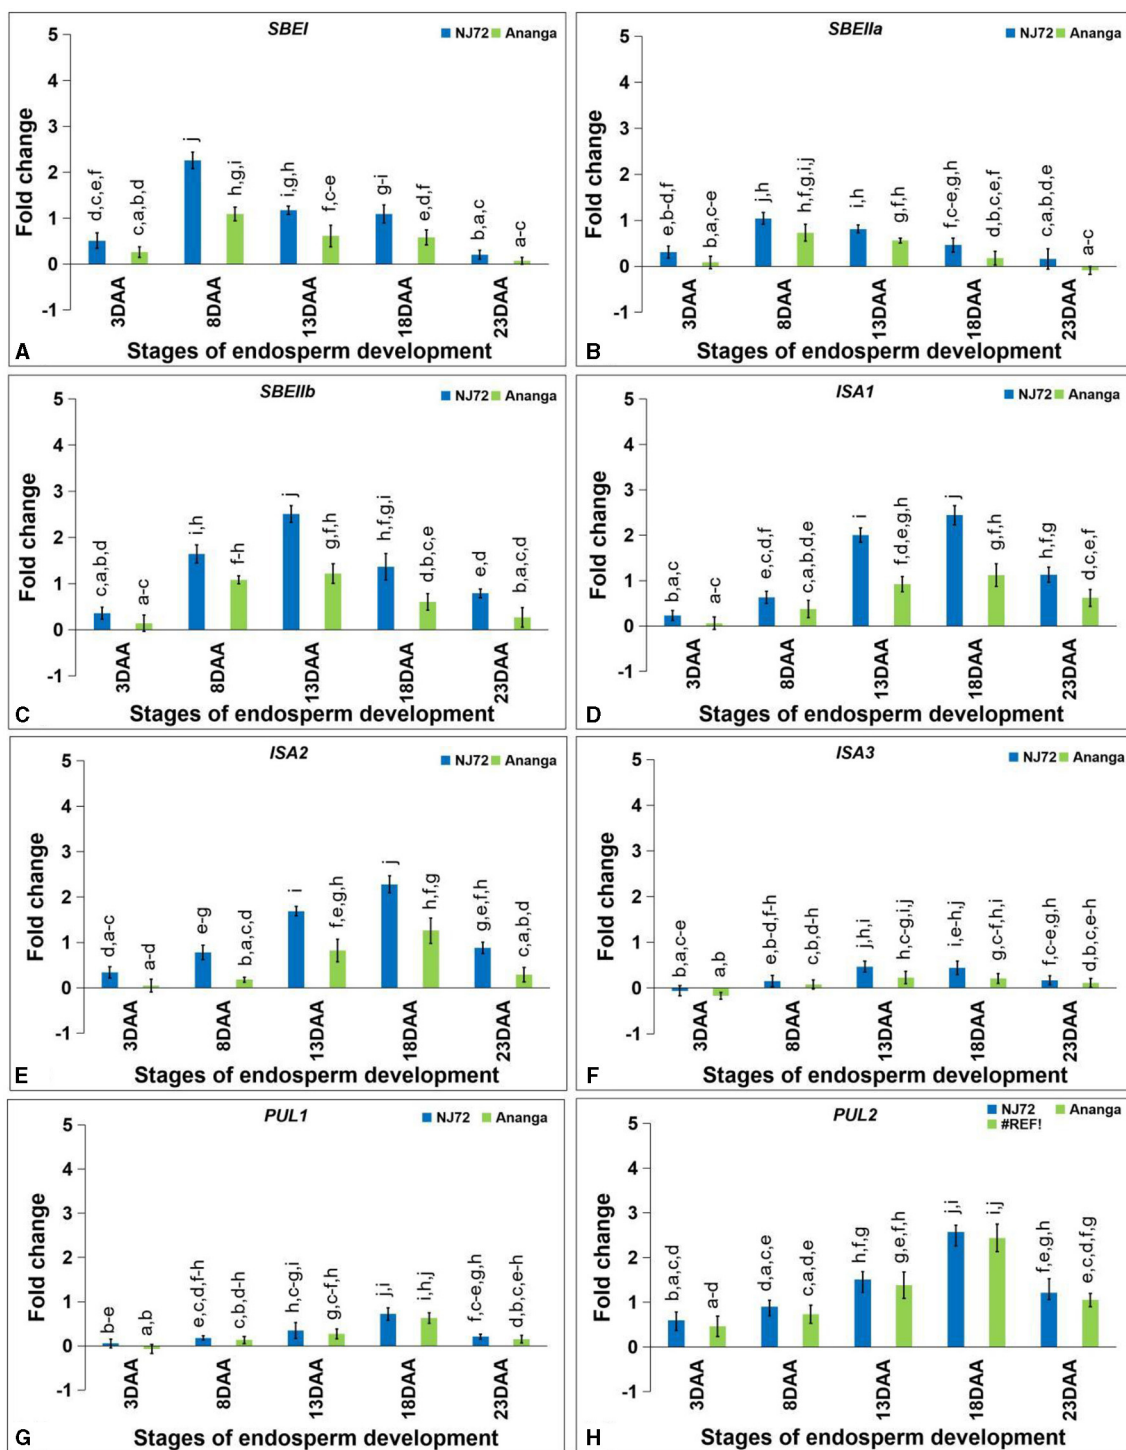 SBEI
NJ72 Ananga
5
4
3
2
1
0
-1
Fold change
d,c,e,f
c,a,b,d
i,j
h,g,i
i,g,h
f,c-e
g-i
e,d,f
b,a,c
a-c
3DAA 8DAA 13DAA 18DAA 23DAA
A Stages of endosperm development
SBEIIa
NJ72 Ananga
5
4
3
2
1
0
-1
Fold change
e,b-d,f
b,a,c-e
j,h
h,f,g,i,j
i,h
g,f,h
f,c-e,g,h
d,b,c,e,f
c,a,b,d,e
a-c
3DAA 8DAA 13DAA 18DAA 23DAA
B Stages of endosperm development
SBEIIb
NJ72 Ananga
5
4
3
2
1
0
-1
Fold change
c,a,b,d
a-c
i,h
f-h
j
g,f,h
h,f,g,i
d,b,c,e
e,d
b,a,c,d
3DAA 8DAA 13DAA 18DAA 23DAA
C Stages of endosperm development
ISA1
NJ72 Ananga
5
4
3
2
1
0
-1
Fold change
b,a,c
a-c
e,c,d,f
c,a,b,d,e
i
f,d,e,g,h
j
g,f,h
h,f,g
d,c,e,f
3DAA 8DAA 13DAA 18DAA 23DAA
D Stages of endosperm development
ISA2
NJ72 Ananga
5
4
3
2
1
0
-1
Fold change
d,a-c
a-d
e-g
b,a,c,d
i
f,e,g,h
i,j
h,f,g
g,e,f,h
c,a,b,d
3DAA 8DAA 13DAA 18DAA 23DAA
E Stages of endosperm development
ISA3
NJ72 Ananga
5
4
3
2
1
0
-1
Fold change
b,a,c-e
a,b
e,b-d,f-h
c,b,d-h
j,h,i
h,c-g,i,j
i,e-h,j
g,c-f,h,i
f,c-e,g,h
d,b,c,e-h
3DAA 8DAA 13DAA 18DAA 23DAA
F Stages of endosperm development
PUL1
NJ72 Ananga
5
4
3
2
1
0
-1
Fold change
b-e
a,b
e,c,d,f-h
c,b,d-h
h,c-g,i
g,c-f,h
j,i
i,h,j
f,c-e,g,h
d,b,c,e-h
3DAA 8DAA 13DAA 18DAA 23DAA
G Stages of endosperm development
PUL2
NJ72 Ananga
#REF!
5
4
3
2
1
0
-1
Fold change
b,a,c,d
a-d
d,a,c,e
c,a,d,e
h,f,g
g,e,f,h
j,i
i,j
f,e,g,h
e,c,d,f,g
3DAA 8DAA 13DAA 18DAA 23DAA
H Stages of endosperm development